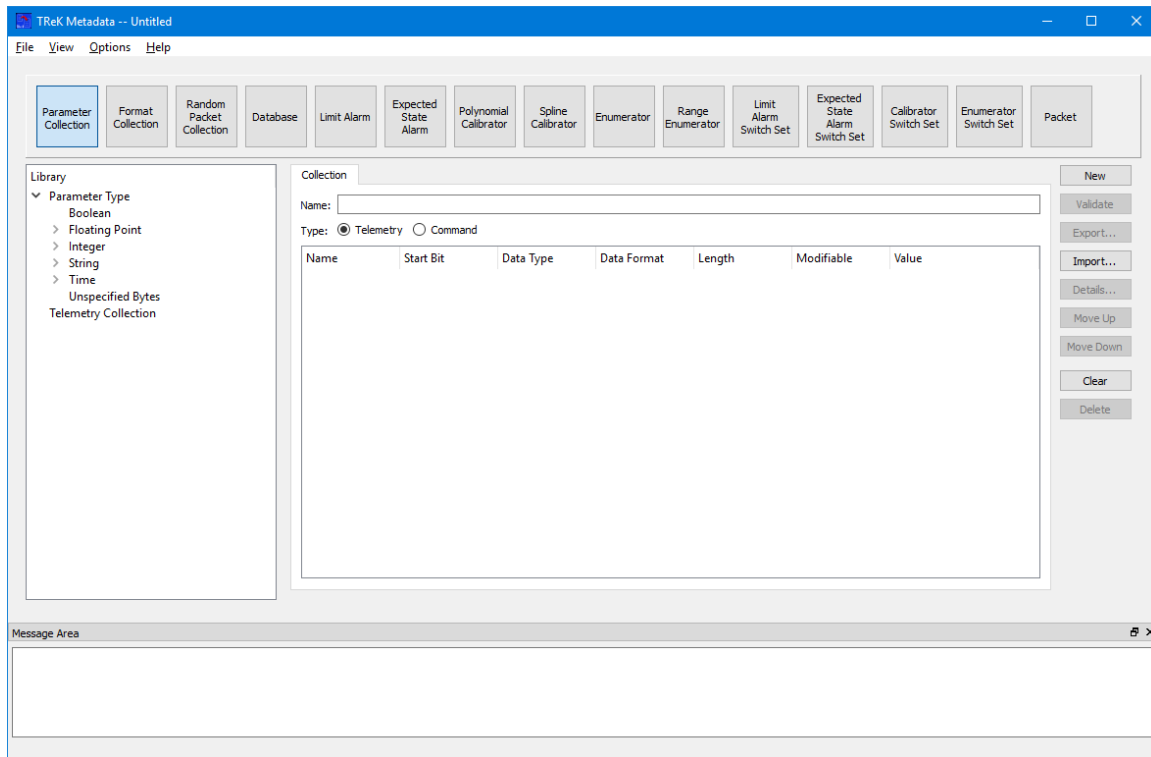 TReK Metadata -- Untitled
File View Options Help
Parameter Collection
Format Collection
Random Packet Collection
Database
Limit Alarm
Expected State Alarm
Polynomial Calibrator
Spline Calibrator
Enumerator
Range Enumerator
Limit Alarm Switch Set
Expected State Alarm Switch Set
Calibrator Switch Set
Enumerator Switch Set
Packet
Library
Parameter Type
Boolean
Floating Point
Integer
String
Time
Unspecified Bytes
Telemetry Collection
Collection
Name:
Type: Telemetry Command
Name Start Bit Data Type Data Format Length Modifiable Value
New
Validate
Export...
Import...
Details...
Move Up
Move Down
Clear
Delete
Message Area